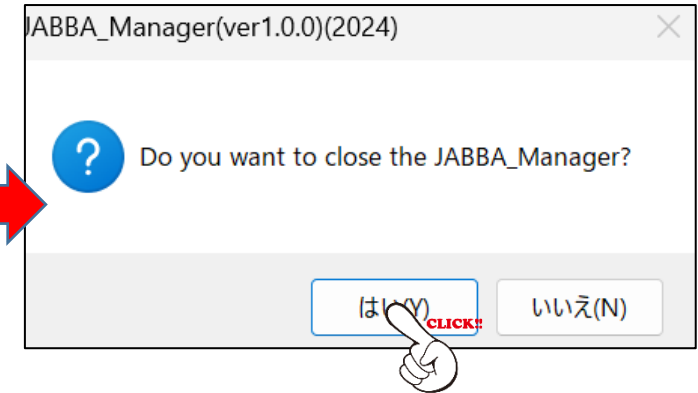 JABBA_Manager(ver1.0.0)(2024)
Do you want to close the JABBA_Manager?
はい(Y)
CLICK!!
いいえ(N)